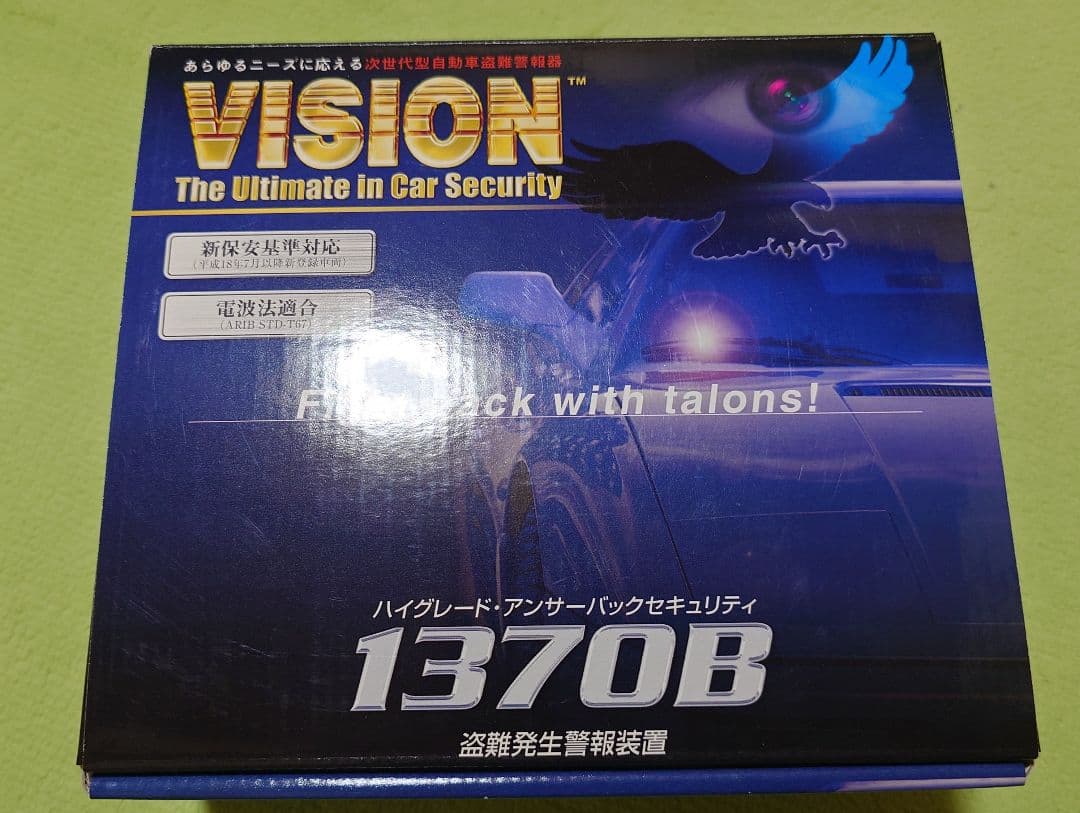 あらゆるニーズに応える次世代型自動車盗難警報器
VISION™
The Ultimate in Car Security
新保安基準対応
(平成18年7月以降新登録車両)
電波法適合
(ARIB STD-T67)
with talons!
ハイグレード・アンサーバックセキュリティ
1370B
盗難発生警報装置